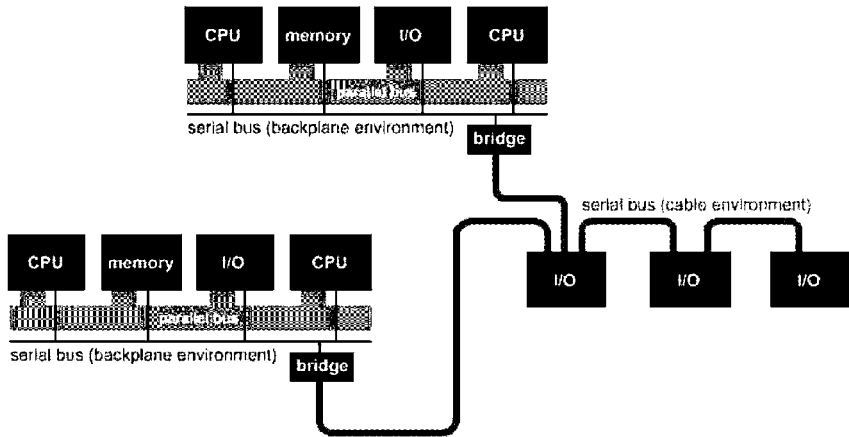 CPU memory I/O CPU
parallel bus
serial bus (backplane environment)
bridge
serial bus (cable environment)
I/O I/O I/O
CPU memory I/O CPU
parallel bus
serial bus (backplane environment)
bridge